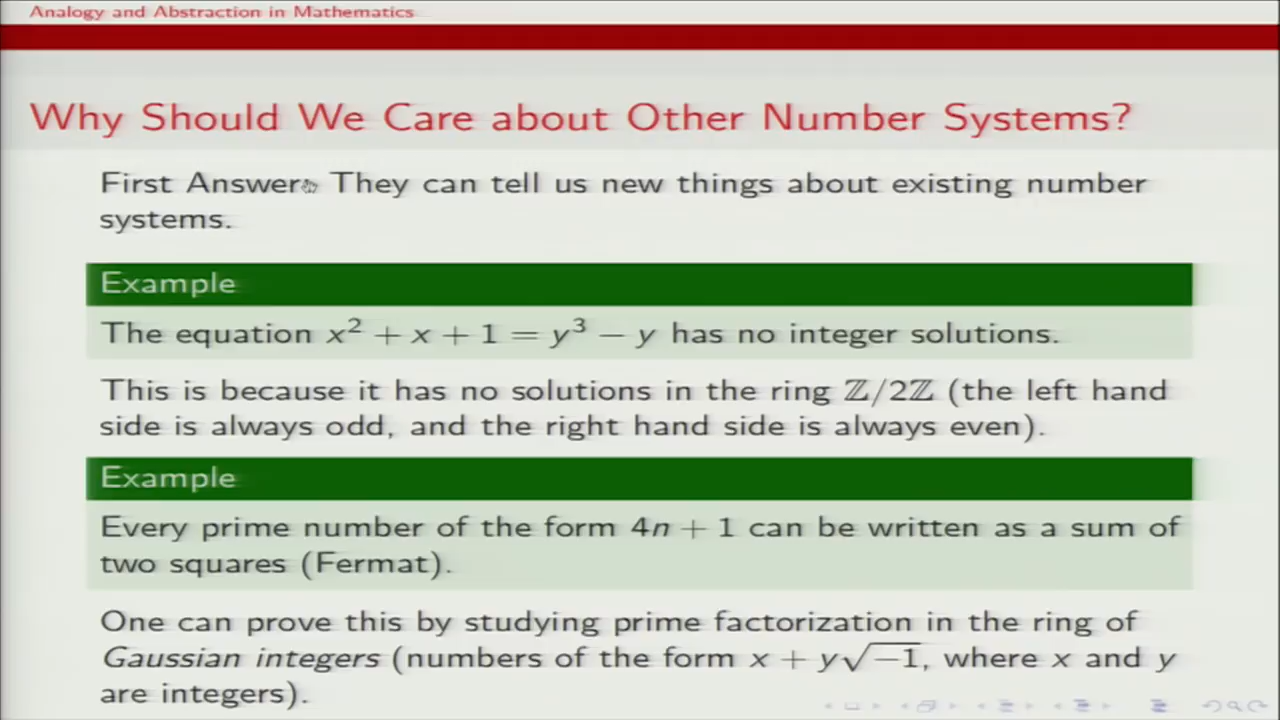 Analogy and Abstraction in Mathematics
Why Should We Care about Other Number Systems?
First Answer: They can tell us new things about existing number
systems.
Example
The equation x² + x + 1 = y³ − y has no integer solutions.
This is because it has no solutions in the ring ℤ/2ℤ (the left hand
side is always odd, and the right hand side is always even).
Example
Every prime number of the form 4n + 1 can be written as a sum of
two squares (Fermat).
One can prove this by studying prime factorization in the ring of
Gaussian integers (numbers of the form x + y√−1, where x and y
are integers).